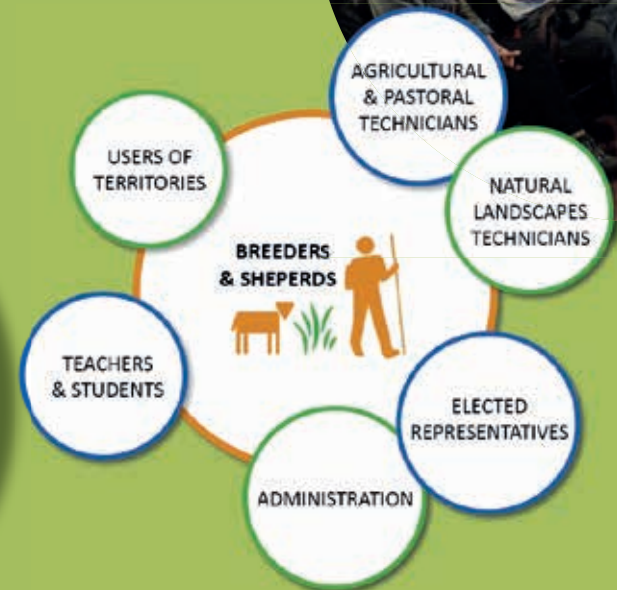 AGRICULTURAL
& PASTORAL
TECHNICIANS
USERS OF
TERRITORIES
NATURAL
LANDSCAPES
TECHNICIANS
BREEDERS
& SHEPERDS
TEACHERS
& STUDENTS
ELECTED
REPRESENTATIVES
ADMINISTRATION